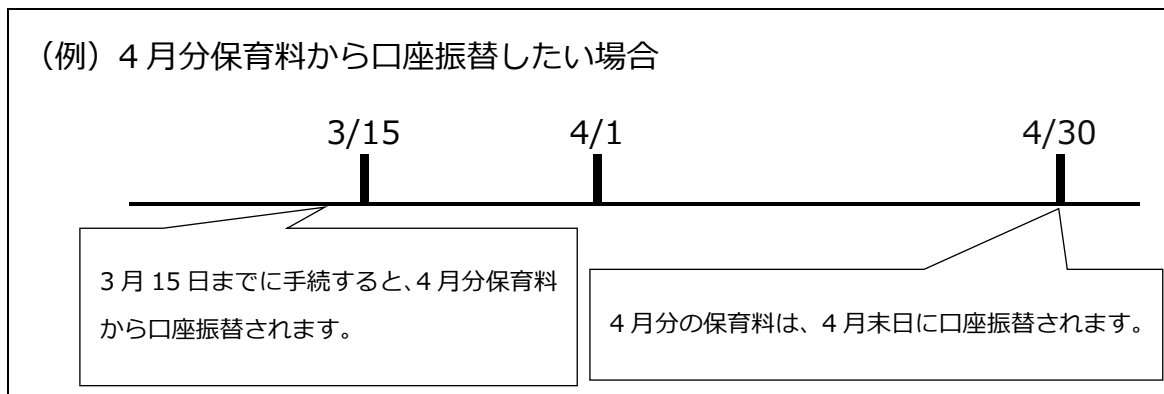 （例）４月分保育料から口座振替したい場合
3/15 4/1 4/30
３月 15 日までに手続すると、４月分保育料
から口座振替されます。
４月分の保育料は、４月末日に口座振替されます。